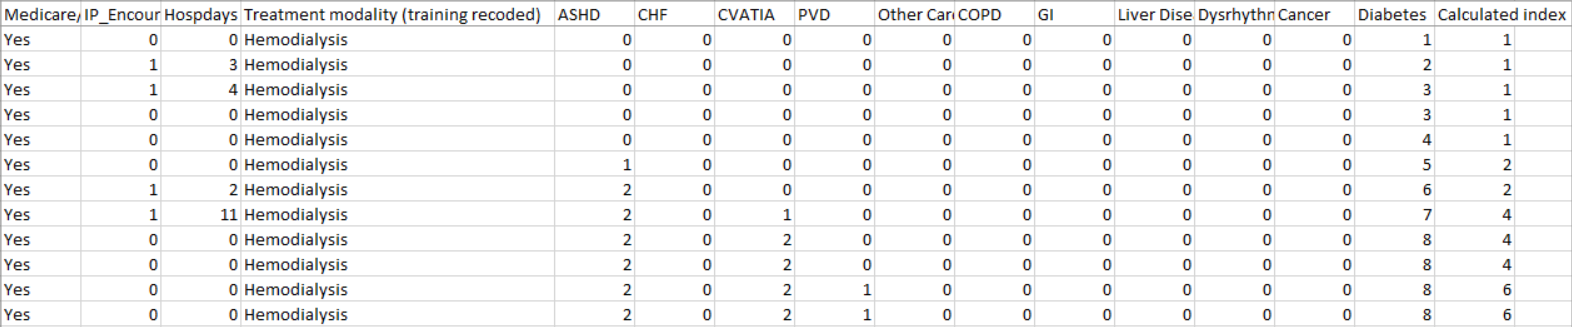 Medicare/ IP_Encour Hospdays Treatment modality (training recoded) ASHD CHF CVATIA PVD Other Card COPD GI Liver Dise Dysrhythn Cancer Diabetes Calculated index
Yes 0 0 Hemodialysis 0 0 0 0 0 0 0 0 0 0 1 1
Yes 1 3 Hemodialysis 0 0 0 0 0 0 0 0 0 0 2 1
Yes 1 4 Hemodialysis 0 0 0 0 0 0 0 0 0 0 3 1
Yes 0 0 Hemodialysis 0 0 0 0 0 0 0 0 0 0 3 1
Yes 0 0 Hemodialysis 0 0 0 0 0 0 0 0 0 0 4 1
Yes 0 0 Hemodialysis 1 0 0 0 0 0 0 0 0 0 5 2
Yes 1 2 Hemodialysis 2 0 0 0 0 0 0 0 0 0 6 2
Yes 1 11 Hemodialysis 2 0 1 0 0 0 0 0 0 0 7 4
Yes 0 0 Hemodialysis 2 0 2 0 0 0 0 0 0 0 8 4
Yes 0 0 Hemodialysis 2 0 2 0 0 0 0 0 0 0 8 4
Yes 0 0 Hemodialysis 2 0 2 1 0 0 0 0 0 0 8 6
Yes 0 0 Hemodialysis 2 0 2 1 0 0 0 0 0 0 8 6